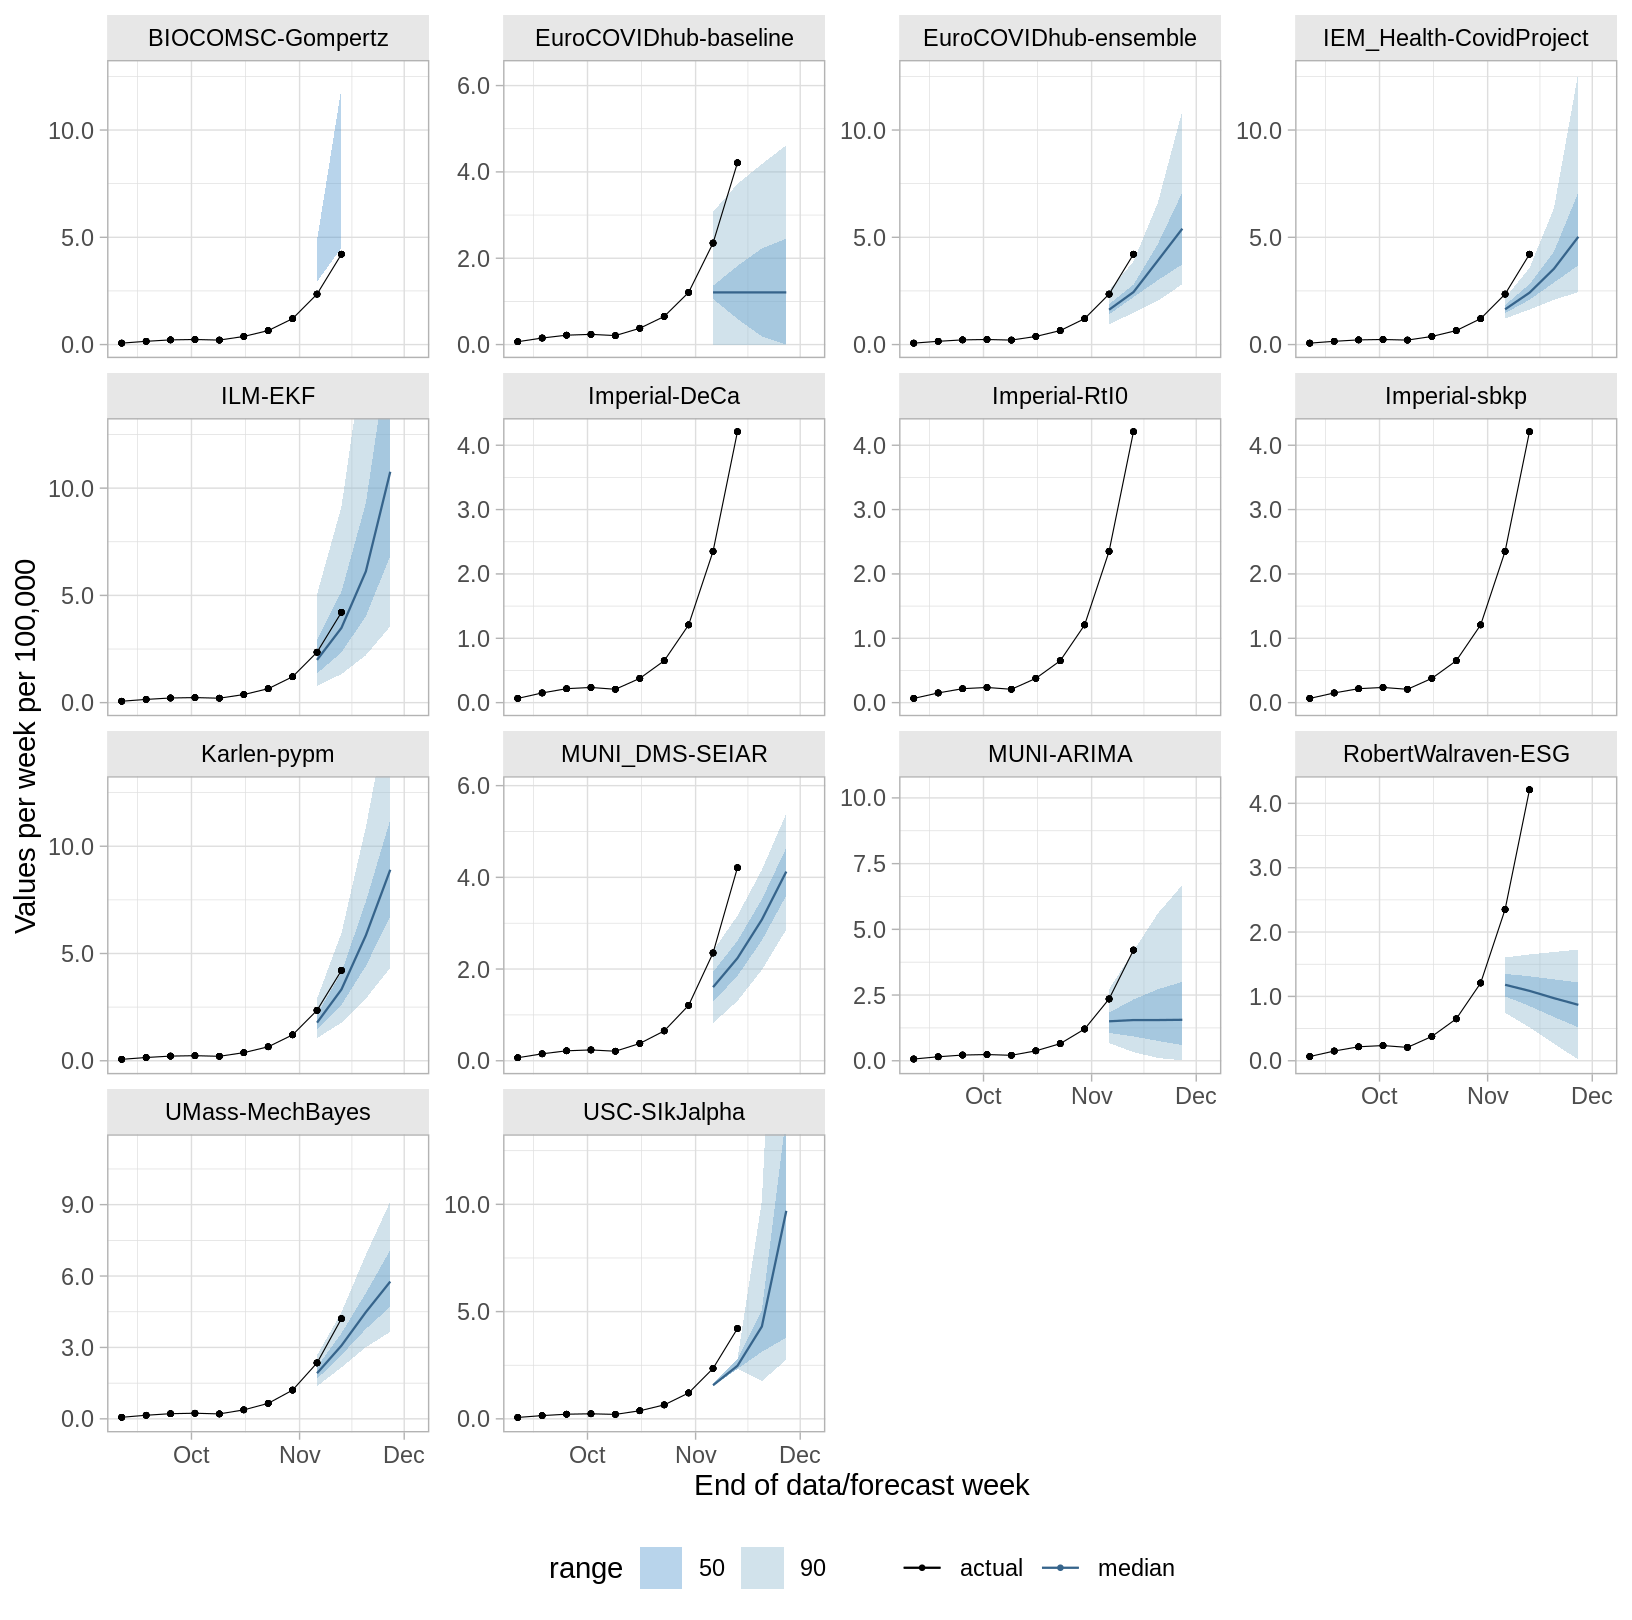 BIOCOMSC-Gompertz EuroCOVIDhub-baseline EuroCOVIDhub-ensemble IEM_Health-CovidProject
10.0 5.0 0.0
6.0 4.0 2.0 0.0
10.0 5.0 0.0
10.0 5.0 0.0
ILM-EKF Imperial-DeCa Imperial-RtI0 Imperial-sbkp
10.0 5.0 0.0
4.0 3.0 2.0 1.0 0.0
4.0 3.0 2.0 1.0 0.0
4.0 3.0 2.0 1.0 0.0
Values per week per 100,000
Karlen-pypm MUNI_DMS-SEIAR MUNI-ARIMA RobertWalraven-ESG
10.0 5.0 0.0
6.0 4.0 2.0 0.0
10.0 7.5 5.0 2.5 0.0
4.0 3.0 2.0 1.0 0.0
Oct Nov Dec Oct Nov Dec
UMass-MechBayes USC-SIkJalpha
9.0 6.0 3.0 0.0
10.0 5.0 0.0
Oct Nov Dec Oct Nov Dec
End of data/forecast week
range 50 90 actual median